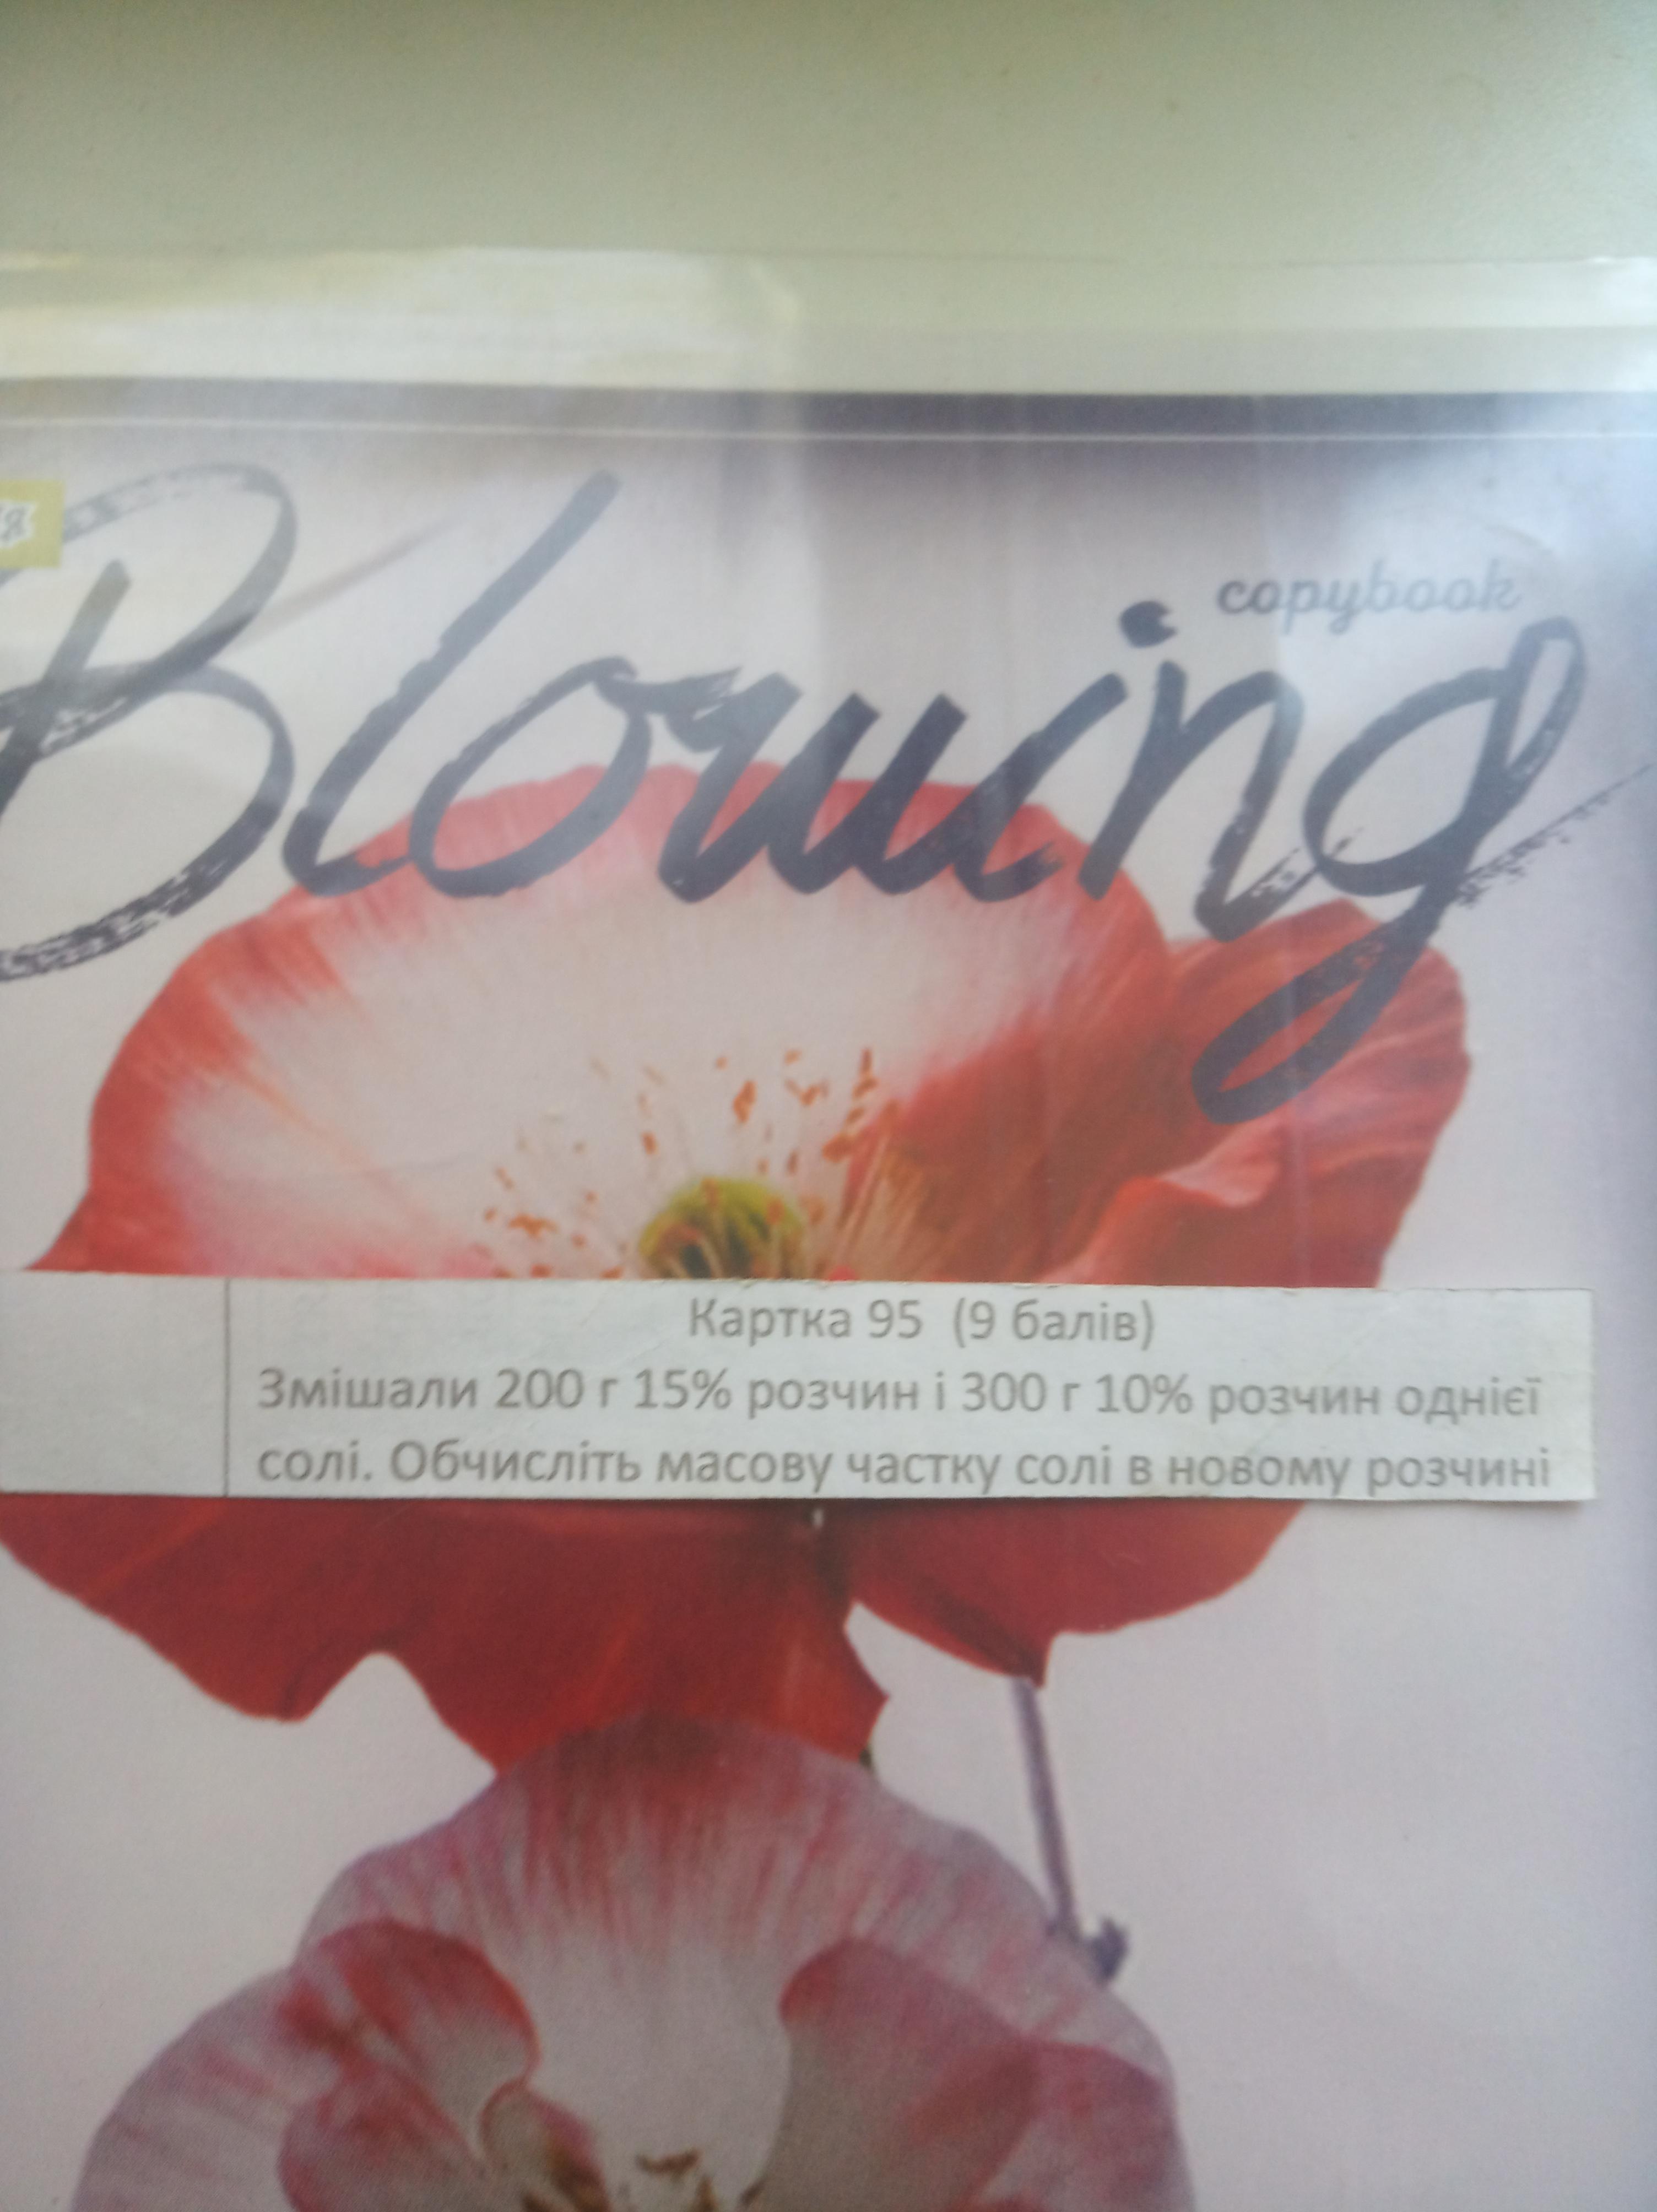 Blowing
copybook
Картка 95 (9 балів)
Змішали 200 г 15% розчин і 300 г 10% розчин однієї
солі. Обчисліть масову частку солі в новому розчині